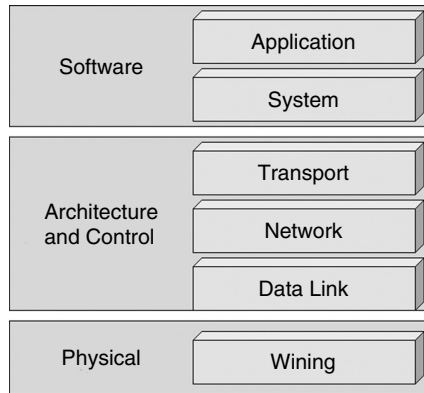 Software
Application
System
Architecture
and Control
Transport
Network
Data Link
Physical
Wining